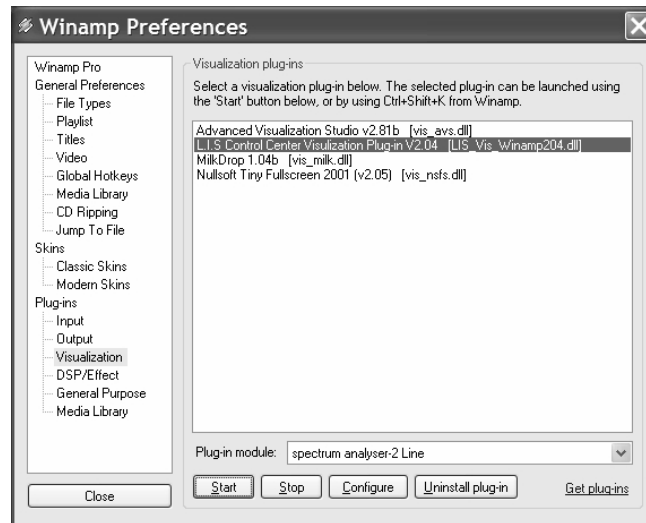 Winamp Preferences
Winamp Pro
General Preferences
File Types
Playlist
Titles
Video
Global Hotkeys
Media Library
CD Ripping
Jump To File
Skins
Classic Skins
Modern Skins
Plug-ins
Input
Output
Visualization
DSP/Effect
General Purpose
Media Library
Close
Visualization plug-ins
Select a visualization plug-in below. The selected plug-in can be launched using
the 'Start' button below, or by using Ctrl+Shift+K from Winamp.
Advanced Visualization Studio v2.81b [vis_avs.dll]
L.I.S Control Center Visulization Plug-in V2.04 [LIS_Vis_Winamp204.dll]
MilkDrop 1.04b [vis_milk.dll]
Nullsoft Tiny Fullscreen 2001 (v2.05) [vis_nsfs.dll]
Plug-in module: spectrum analyser-2 Line
Start Stop Configure Uninstall plug-in Get plug-ins